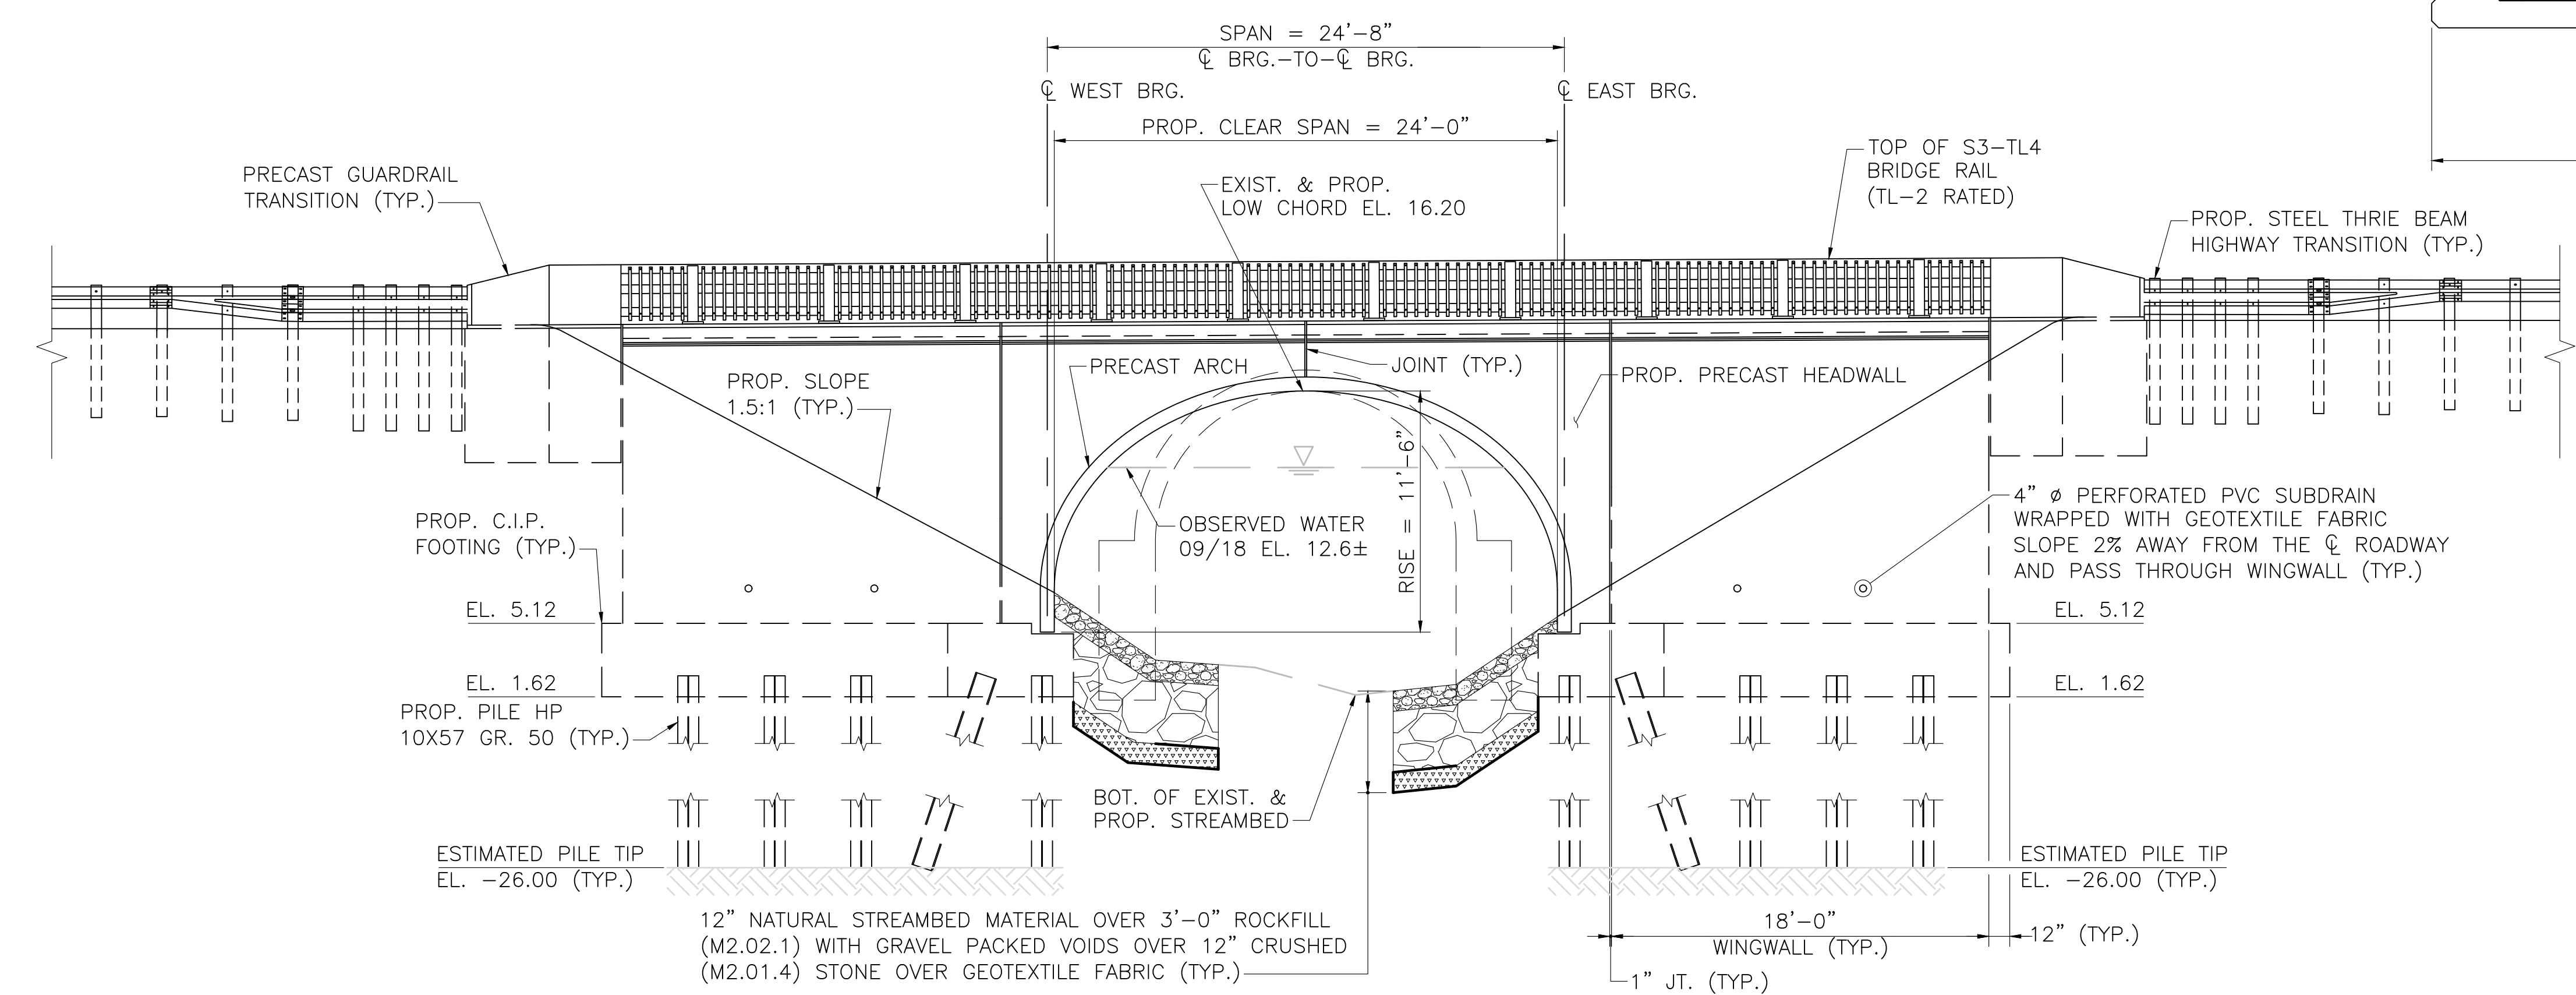 SPAN = 24'-8"
℄ BRG.-TO-℄ BRG.
℄ WEST BRG.
℄ EAST BRG.
PROP. CLEAR SPAN = 24'-0"
TOP OF S3-TL4
BRIDGE RAIL
(TL-2 RATED)
PRECAST GUARDRAIL
TRANSITION (TYP.)
EXIST. & PROP.
LOW CHORD EL. 16.20
PROP. STEEL THRIE BEAM
HIGHWAY TRANSITION (TYP.)
PRECAST ARCH
JOINT (TYP.)
PROP. PRECAST HEADWALL
PROP. SLOPE
1.5:1 (TYP.)
RISE = 11'-6"
OBSERVED WATER
09/18 EL. 12.6±
4" ø PERFORATED PVC SUBDRAIN
WRAPPED WITH GEOTEXTILE FABRIC
SLOPE 2% AWAY FROM THE ℄ ROADWAY
AND PASS THROUGH WINGWALL (TYP.)
PROP. C.I.P.
FOOTING (TYP.)
EL. 5.12
EL. 5.12
EL. 1.62
EL. 1.62
PROP. PILE HP
10X57 GR. 50 (TYP.)
BOT. OF EXIST. &
PROP. STREAMBED
ESTIMATED PILE TIP
EL. -26.00 (TYP.)
ESTIMATED PILE TIP
EL. -26.00 (TYP.)
12" NATURAL STREAMBED MATERIAL OVER 3'-0" ROCKFILL
(M2.02.1) WITH GRAVEL PACKED VOIDS OVER 12" CRUSHED
(M2.01.4) STONE OVER GEOTEXTILE FABRIC (TYP.)
18'-0"
WINGWALL (TYP.)
12" (TYP.)
1" JT. (TYP.)